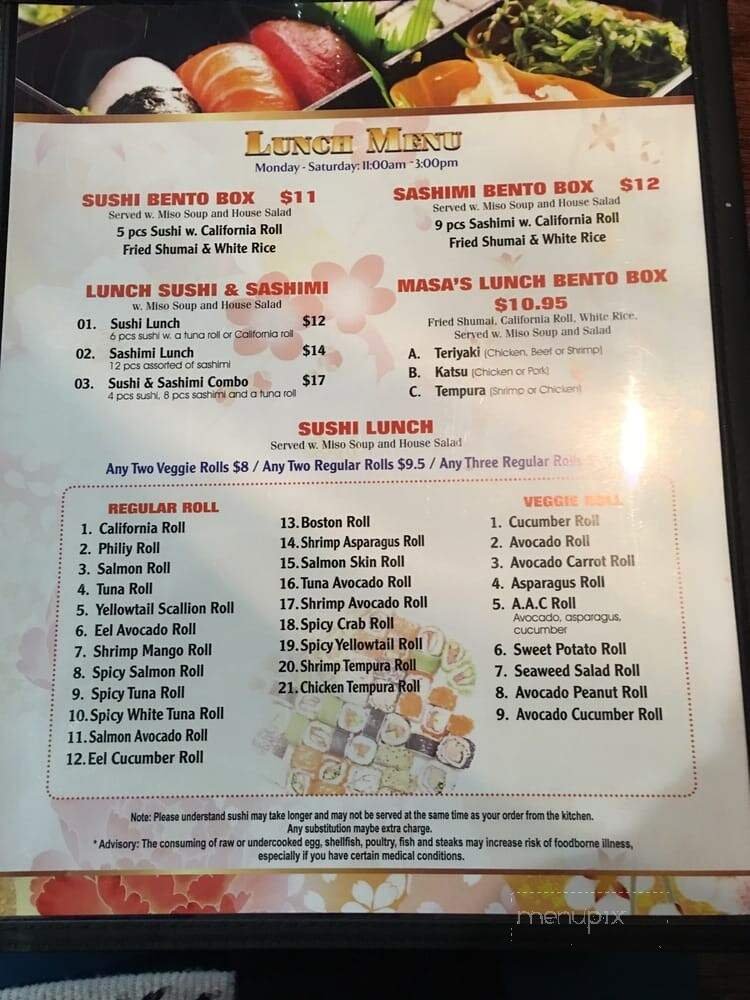 LUNCH MENU
Monday - Saturday: 11:00am -3:00pm
SUSHI BENTO BOX $11
Served w. Miso Soup and House Salad
5 pcs Sushi w. California Roll
Fried Shumai & White Rice
SASHIMI BENTO BOX $12
Served w. Miso Soup and House Salad
9 pcs Sashimi w. California Roll
Fried Shumai & White Rice
LUNCH SUSHI & SASHIMI
w. Miso Soup and House Salad
01. Sushi Lunch $12
6 pcs sushi w. a tuna roll or California roll
02. Sashimi Lunch $14
12 pcs assorted of sashimi
03. Sushi & Sashimi Combo $17
4 pcs sushi, 8 pcs sashimi and a tuna roll
MASA'S LUNCH BENTO BOX
$10.95
Fried Shumai, California Roll, White Rice,
Served w. Miso Soup and Salad
A. Teriyaki (Chicken, Beef or Shrimp)
B. Katsu (Chicken or Pork)
C. Tempura (Shrimp or Chicken)
SUSHI LUNCH
Served w. Miso Soup and House Salad
Any Two Veggie Rolls $8 / Any Two Regular Rolls $9.5 / Any Three Regular Rolls
REGULAR ROLL
1. California Roll
2. Philiy Roll
3. Salmon Roll
4. Tuna Roll
5. Yellowtail Scallion Roll
6. Eel Avocado Roll
7. Shrimp Mango Roll
8. Spicy Salmon Roll
9. Spicy Tuna Roll
10. Spicy White Tuna Roll
11. Salmon Avocado Roll
12. Eel Cucumber Roll
13. Boston Roll
14. Shrimp Asparagus Roll
15. Salmon Skin Roll
16. Tuna Avocado Roll
17. Shrimp Avocado Roll
18. Spicy Crab Roll
19. Spicy Yellowtail Roll
20. Shrimp Tempura Roll
21. Chicken Tempura Roll
VEGGIE ROLL
1. Cucumber Roll
2. Avocado Roll
3. Avocado Carrot Roll
4. Asparagus Roll
5. A.A.C Roll
Avocado, asparagus,
cucumber
6. Sweet Potato Roll
7. Seaweed Salad Roll
8. Avocado Peanut Roll
9. Avocado Cucumber Roll
Note: Please understand sushi may take longer and may not be served at the same time as your order from the kitchen.
Any substitution maybe extra charge.
* Advisory: The consuming of raw or undercooked egg, shellfish, poultry, fish and steaks may increase risk of foodborne illness,
especially if you have certain medical conditions.
menupix